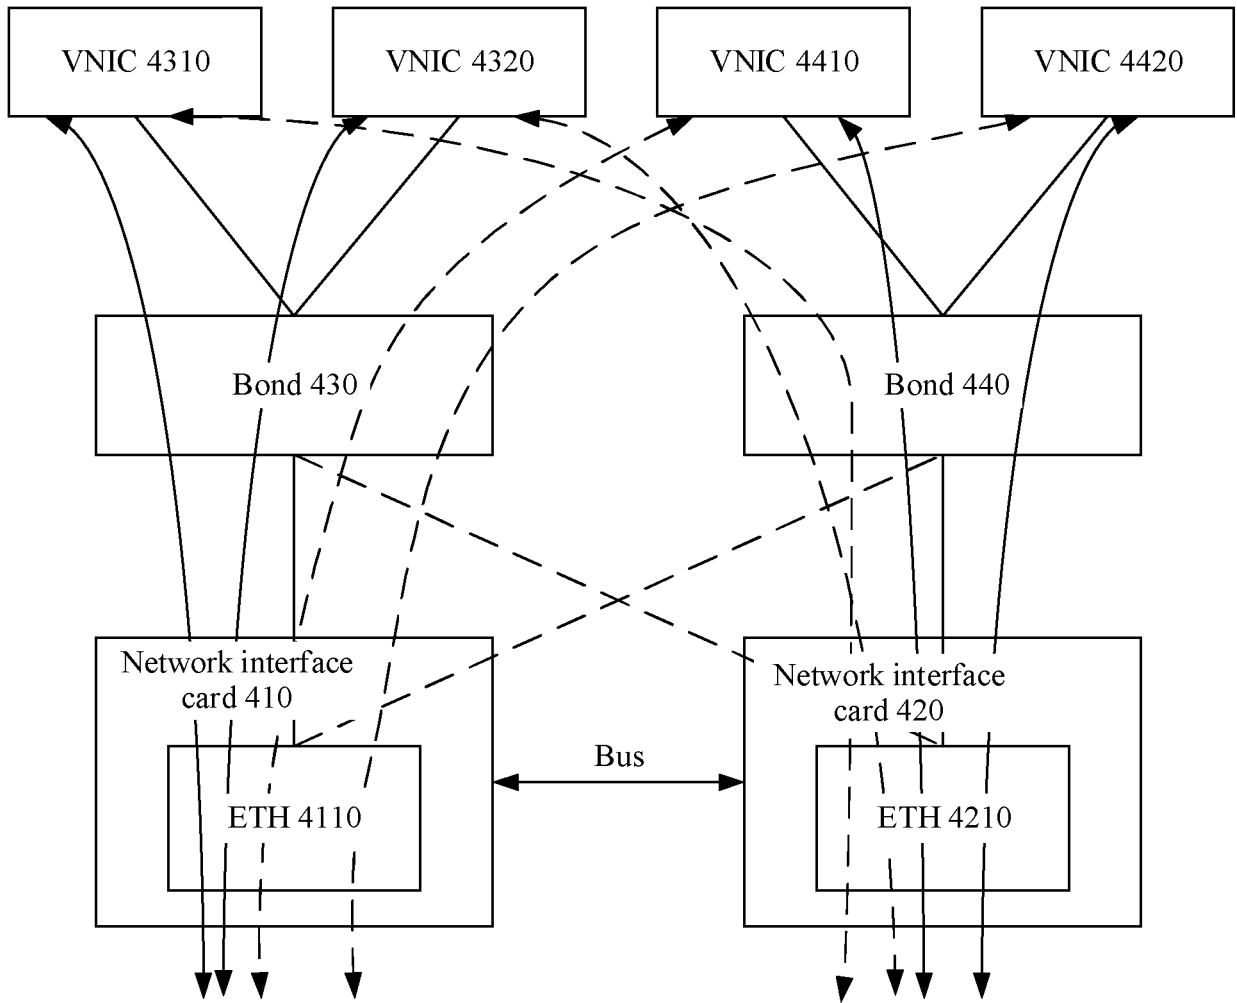 VNIC 4310
VNIC 4320
VNIC 4410
VNIC 4420
Bond 430
Bond 440
Network interface
card 410
Network interface
card 420
Bus
ETH 4110
ETH 4210